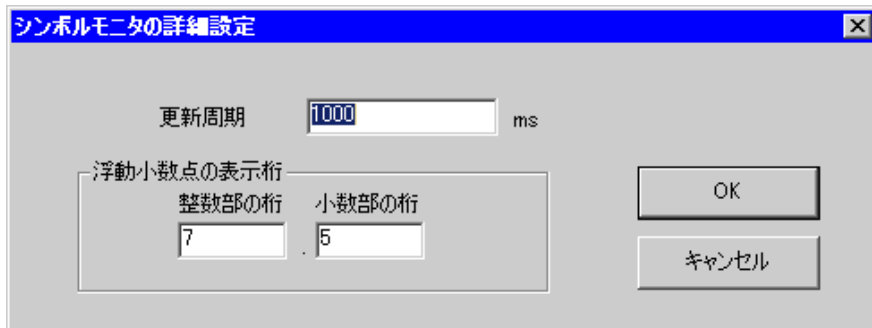 シンボルモニタの詳細設定
更新周期 1000 ms
浮動小数点の表示桁
整数部の桁 小数部の桁
7 . 5
OK
キャンセル